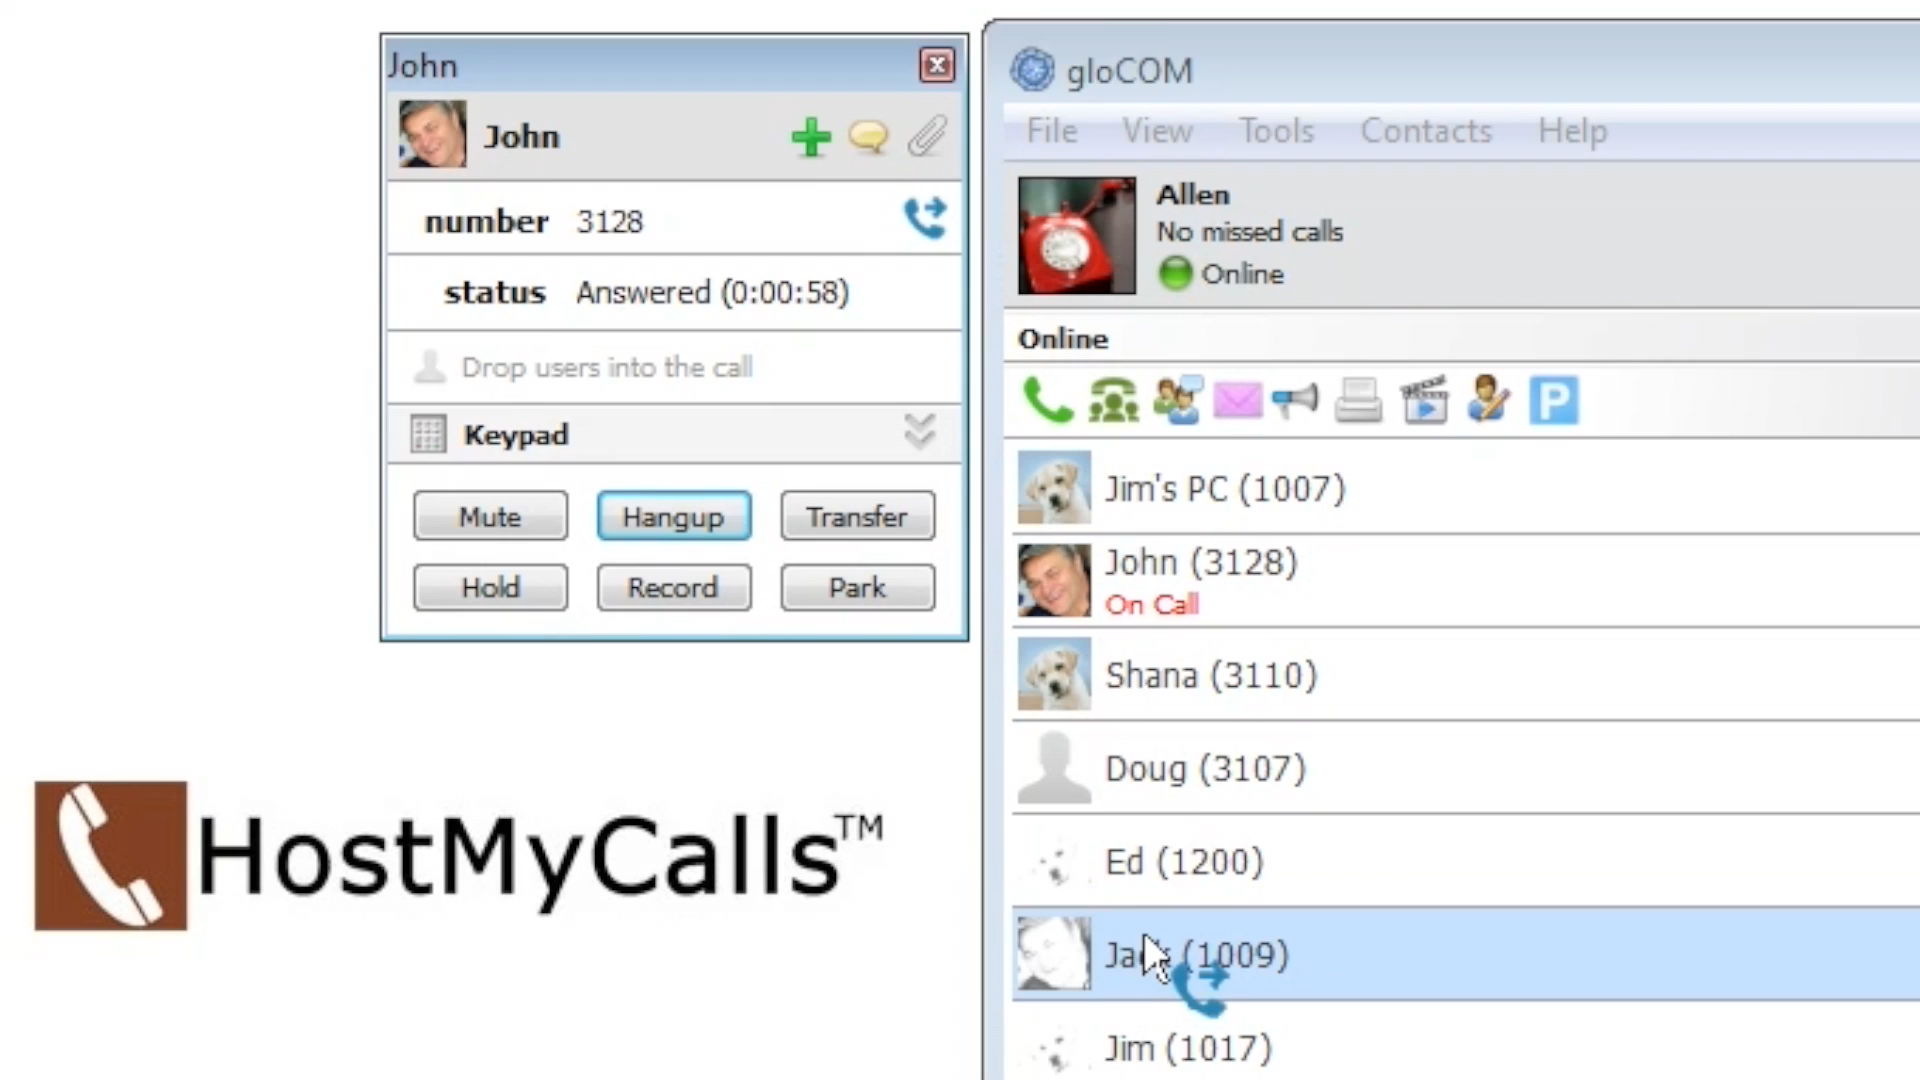 John
John
number 3128
status Answered (0:00:58)
Drop users into the call
Keypad
Mute Hangup Transfer
Hold Record Park
HostMyCalls™
gloCOM
File View Tools Contacts Help
Allen
No missed calls
Online
Online
P
Jim's PC (1007)
John (3128)
On Call
Shana (3110)
Doug (3107)
Ed (1200)
(1009)
Jim (1017)